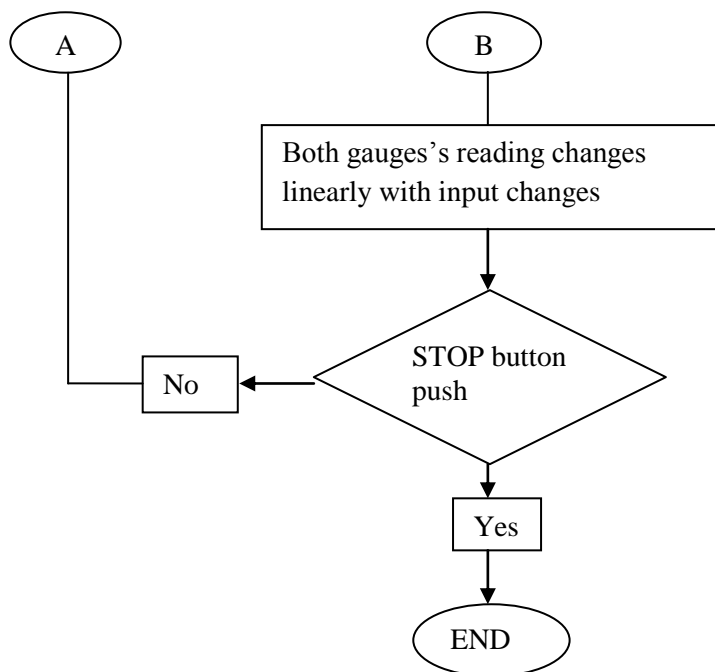 A
B
Both gauges’s reading changes
linearly with input changes
STOP button
push
No
Yes
END